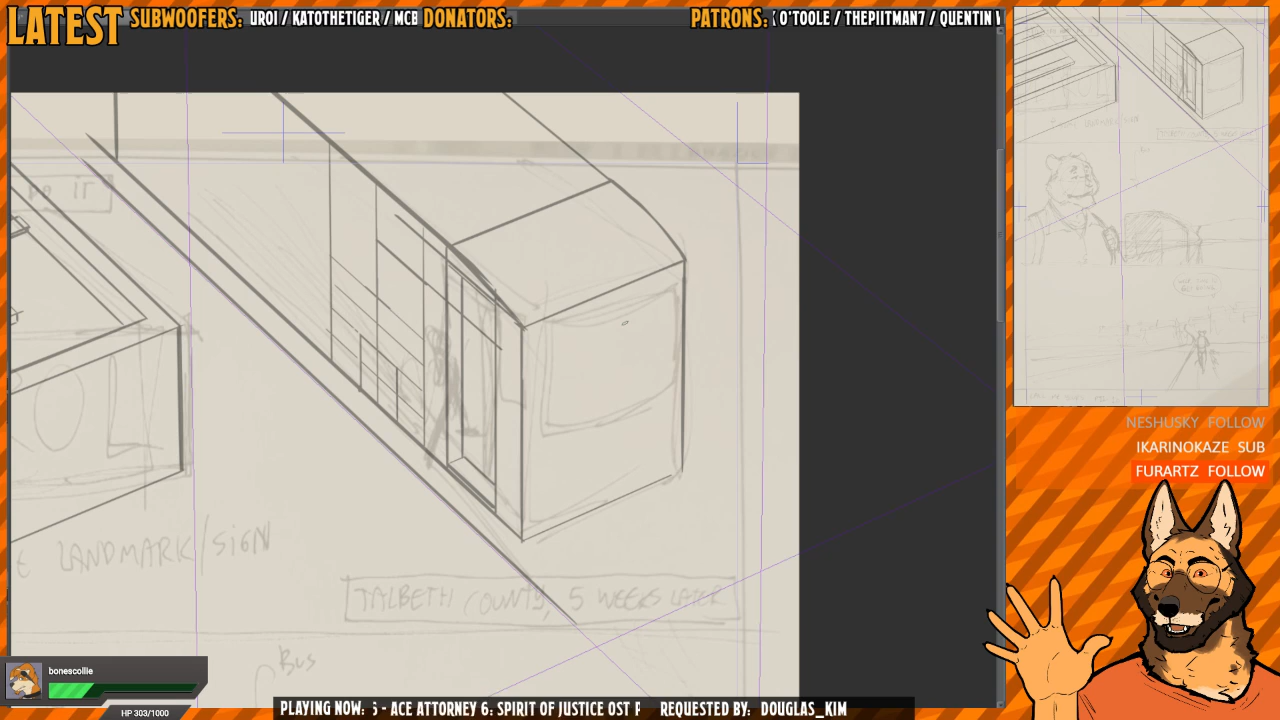 LATEST SUBWOOFERS: UROI / KATOTHETIGER / MCB DONATORS: PATRONS: O'TOOLE / THEPIITMAN7 / QUENTIN
DO IT
LANDMARK/SIGN
TALBETH COUNTY, 5 WEEKS LATER
BUS
NESHUSKY FOLLOW
IKARINOKAZE SUB
FURARTZ FOLLOW
bonescollie
HP 303/1000
PLAYING NOW: 5 - ACE ATTORNEY 6: SPIRIT OF JUSTICE OST REQUESTED BY: DOUGLAS_KIM